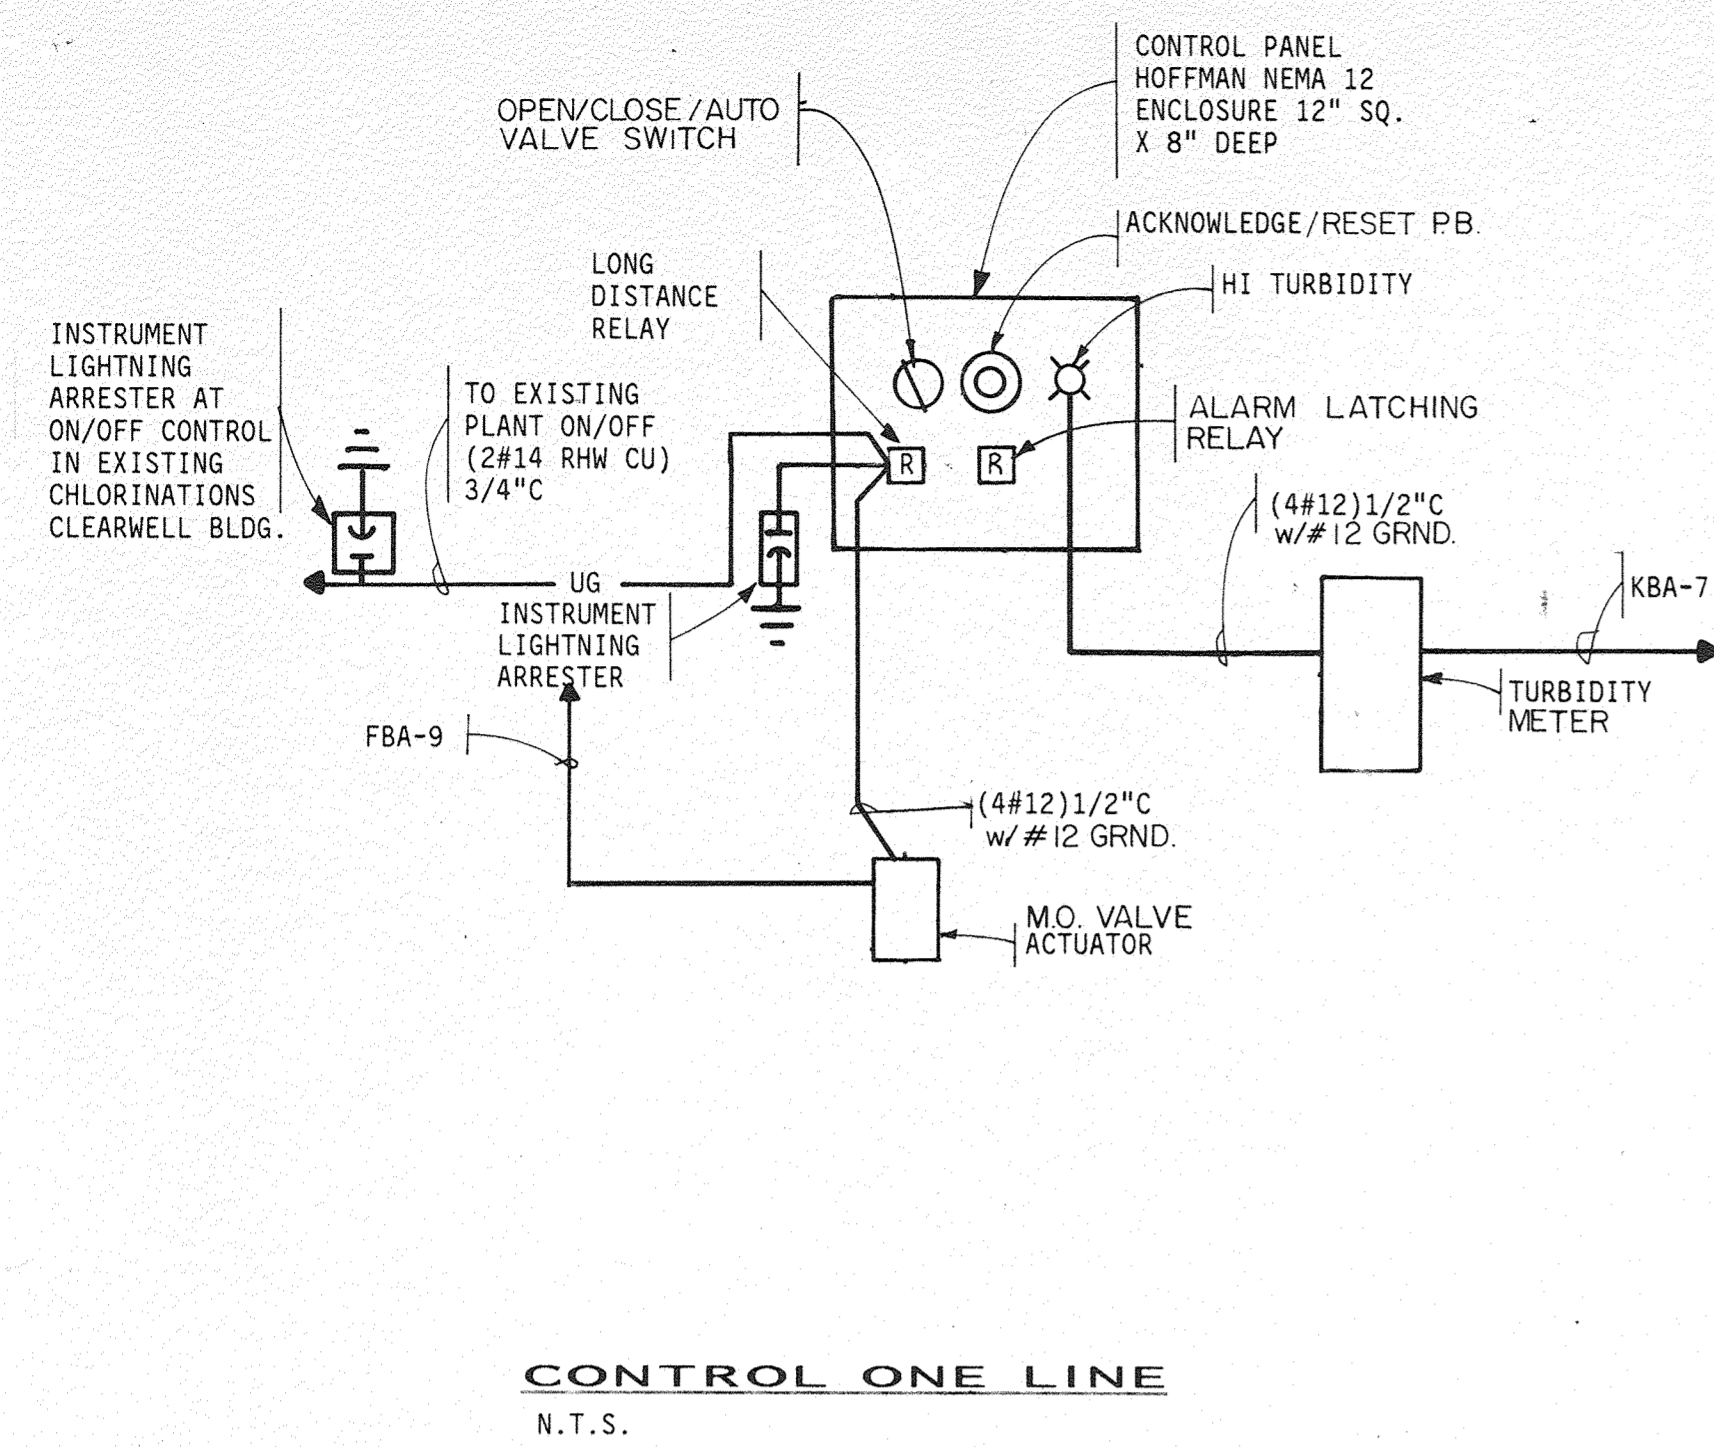 CONTROL PANEL
HOFFMAN NEMA 12
ENCLOSURE 12" SQ.
X 8" DEEP
OPEN/CLOSE/AUTO
VALVE SWITCH
ACKNOWLEDGE/RESET P.B.
HI TURBIDITY
LONG
DISTANCE
RELAY
INSTRUMENT
LIGHTNING
ARRESTER AT
ON/OFF CONTROL
IN EXISTING
CHLORINATIONS
CLEARWELL BLDG.
TO EXISTING
PLANT ON/OFF
(2#14 RHW CU)
3/4"C
ALARM LATCHING
RELAY
R
R
(4#12)1/2"C
w/#12 GRND.
UG
INSTRUMENT
LIGHTNING
ARRESTER
KBA-7
TURBIDITY
METER
FBA-9
(4#12)1/2"C
w/#12 GRND.
M.O. VALVE
ACTUATOR
CONTROL ONE LINE
N.T.S.